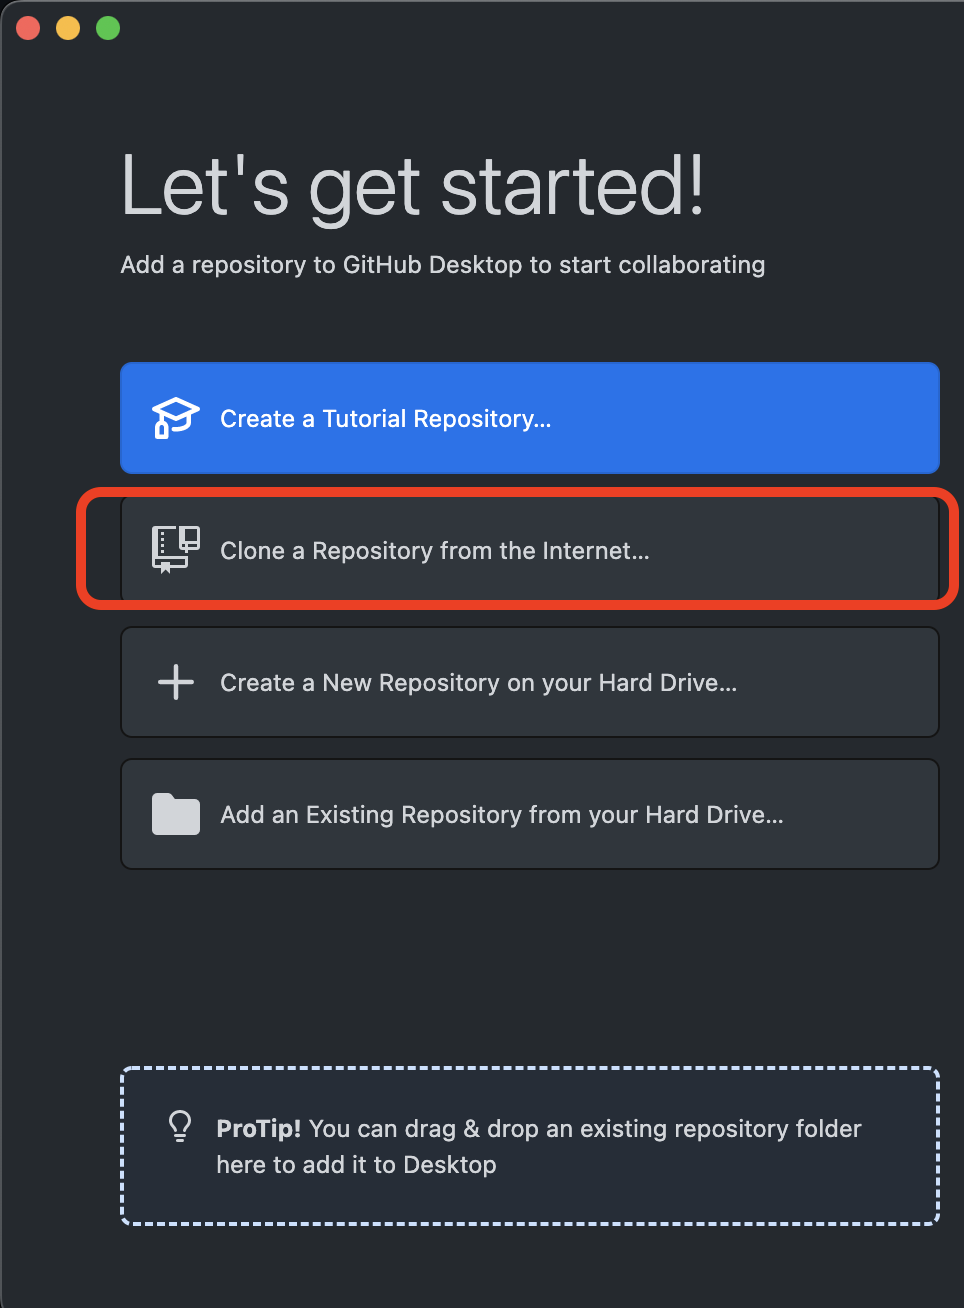 Let's get started!
Add a repository to GitHub Desktop to start collaborating
Create a Tutorial Repository...
Clone a Repository from the Internet...
Create a New Repository on your Hard Drive...
Add an Existing Repository from your Hard Drive...
ProTip! You can drag & drop an existing repository folder
here to add it to Desktop